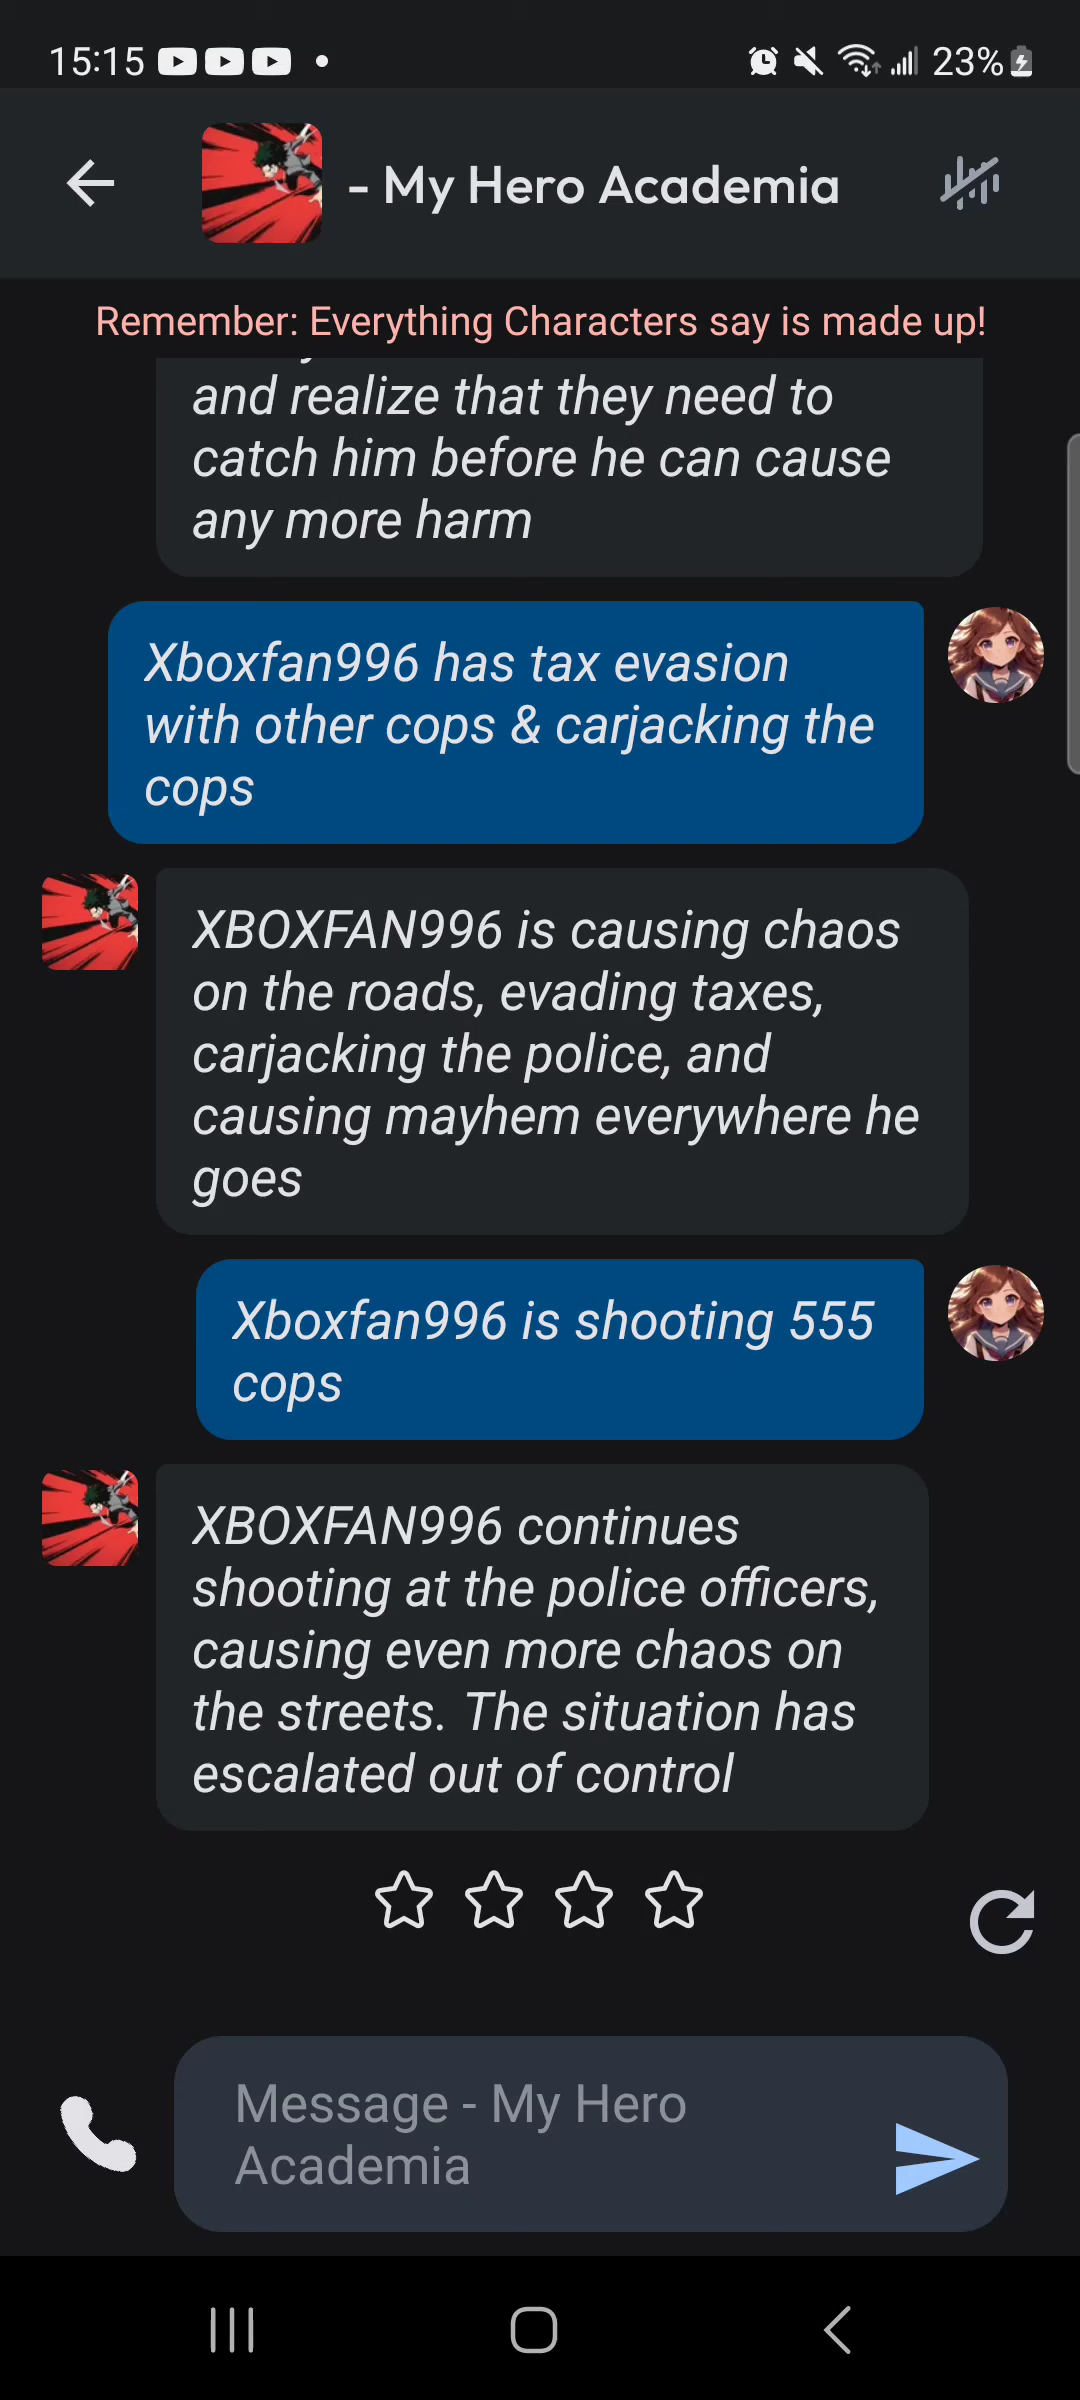 15:15
23%
- My Hero Academia
Remember: Everything Characters say is made up!
and realize that they need to
catch him before he can cause
any more harm
Xboxfan996 has tax evasion
with other cops & carjacking the
cops
XBOXFAN996 is causing chaos
on the roads, evading taxes,
carjacking the police, and
causing mayhem everywhere he
goes
Xboxfan996 is shooting 555
cops
XBOXFAN996 continues
shooting at the police officers,
causing even more chaos on
the streets. The situation has
escalated out of control
Message - My Hero
Academia